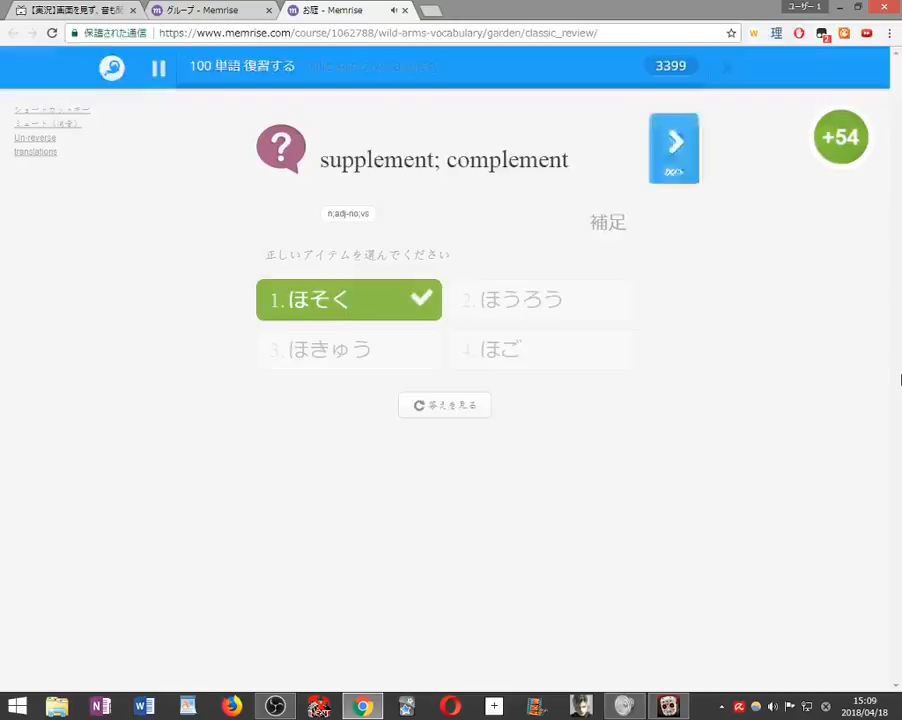 【実況】画面を見ず、音も
グループ - Memrise
お庭 - Memrise
ユーザー 1
保護された通信
https://www.memrise.com/course/1062788/wild-arms-vocabulary/garden/classic_review/
100 単語 復習する
3399
Un-reverse
translations
supplement; complement
次へ
+54
n;adj-no;vs
補足
正しいアイテムを選んでください
1. ほそく
2. ほうろう
3. ほきゅう
4. ほご
答えを見る
15:09
2018/04/18